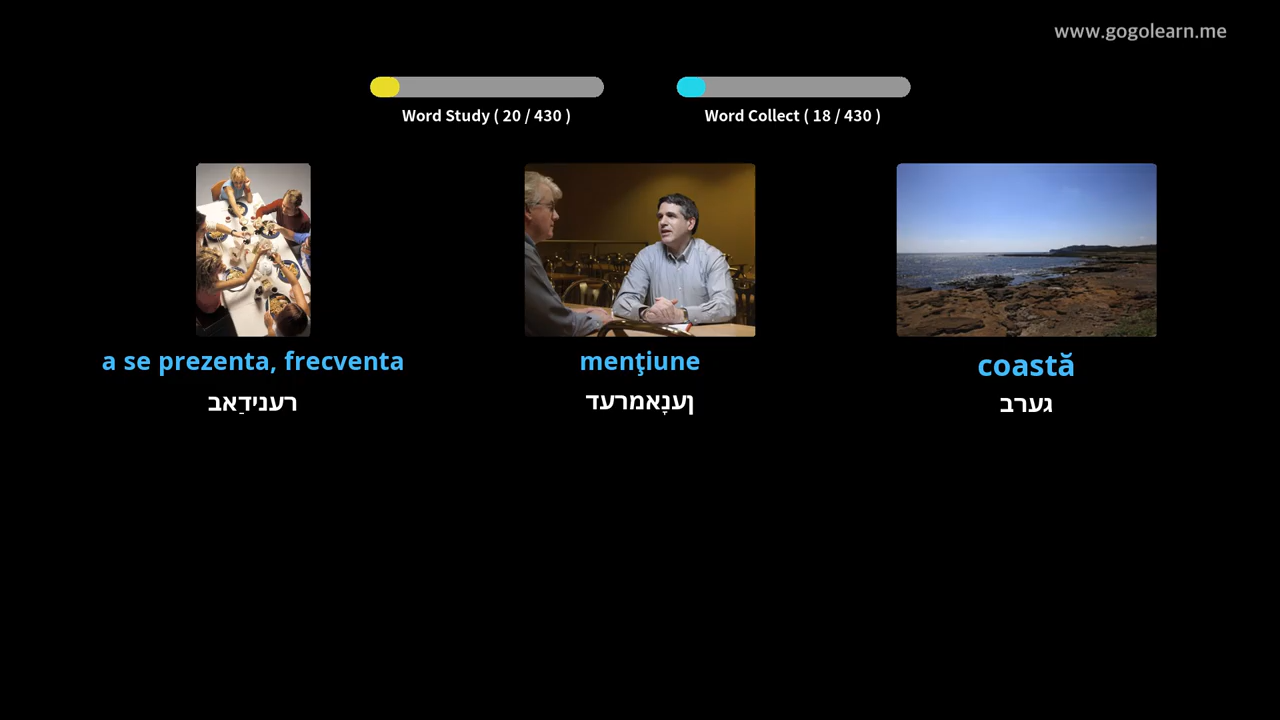 www.gogolearn.me
Word Study ( 20 / 430 )
Word Collect ( 18 / 430 )
a se prezenta, frecventa
רענידַאב
menţiune
ןענָאמרעד
coastă
גערב